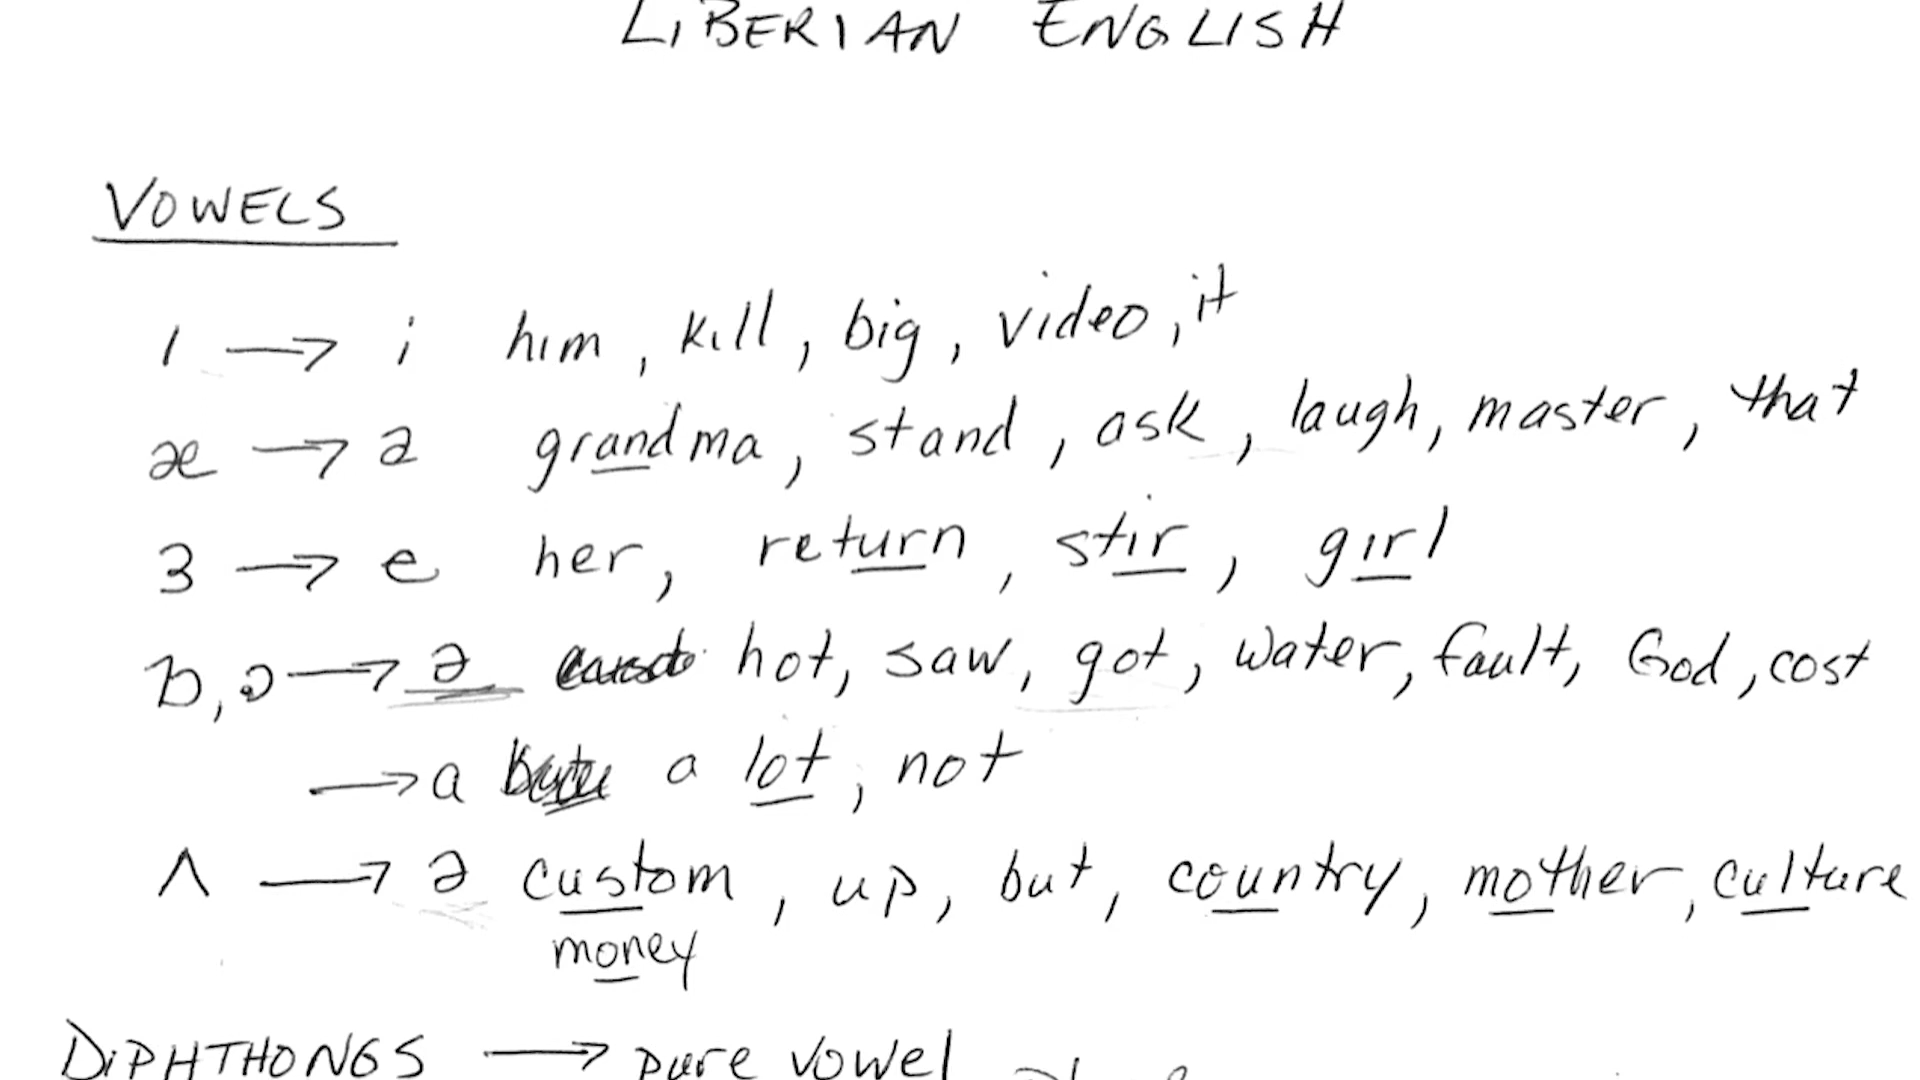 LIBERIAN ENGLISH
VOWELS
ɪ → i him, kill, big, video, it
æ → a grandma, stand, ask, laugh, master, that
ɜ → e her, return, stir, girl
ɒ, ɔ → ə hot, saw, got, water, fault, God, cost
→ a a lot, not
ʌ → ə custom, up, but, country, mother, culture
money
DIPHTHONGS → pure vowel